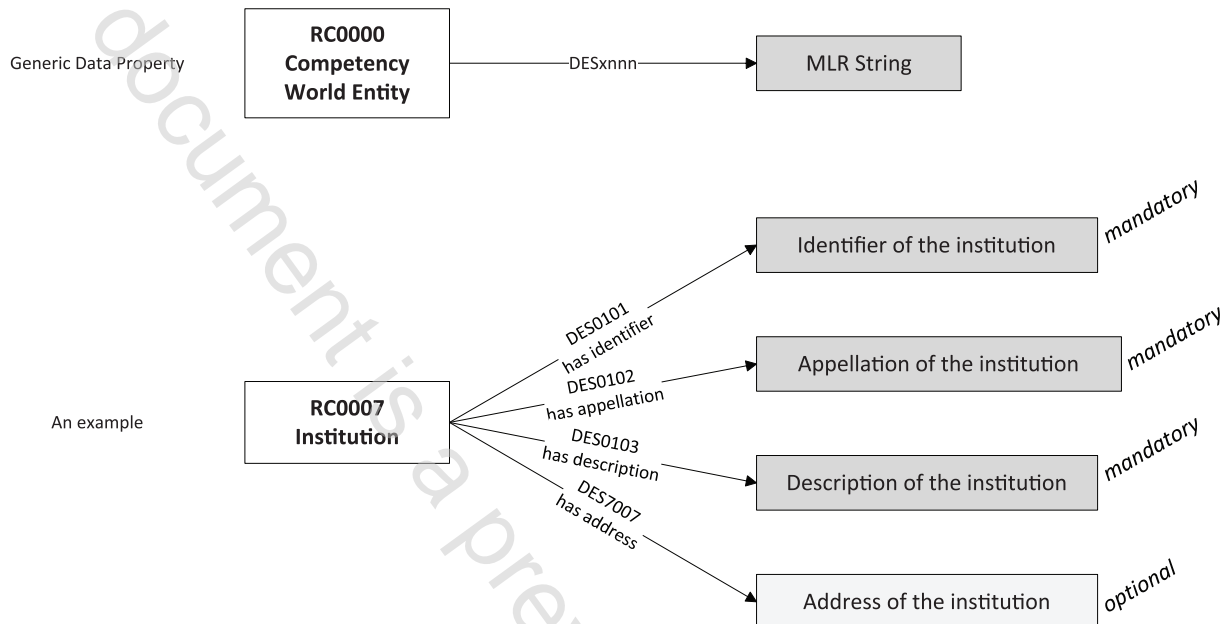 Generic Data Property
RC0000
Competency
World Entity
DESxnnn
MLR String
An example
RC0007
Institution
DES0101
has identifier
Identifier of the institution
mandatory
DES0102
has appellation
Appellation of the institution
mandatory
DES0103
has description
Description of the institution
mandatory
DES7007
has address
Address of the institution
optional
document is a prev